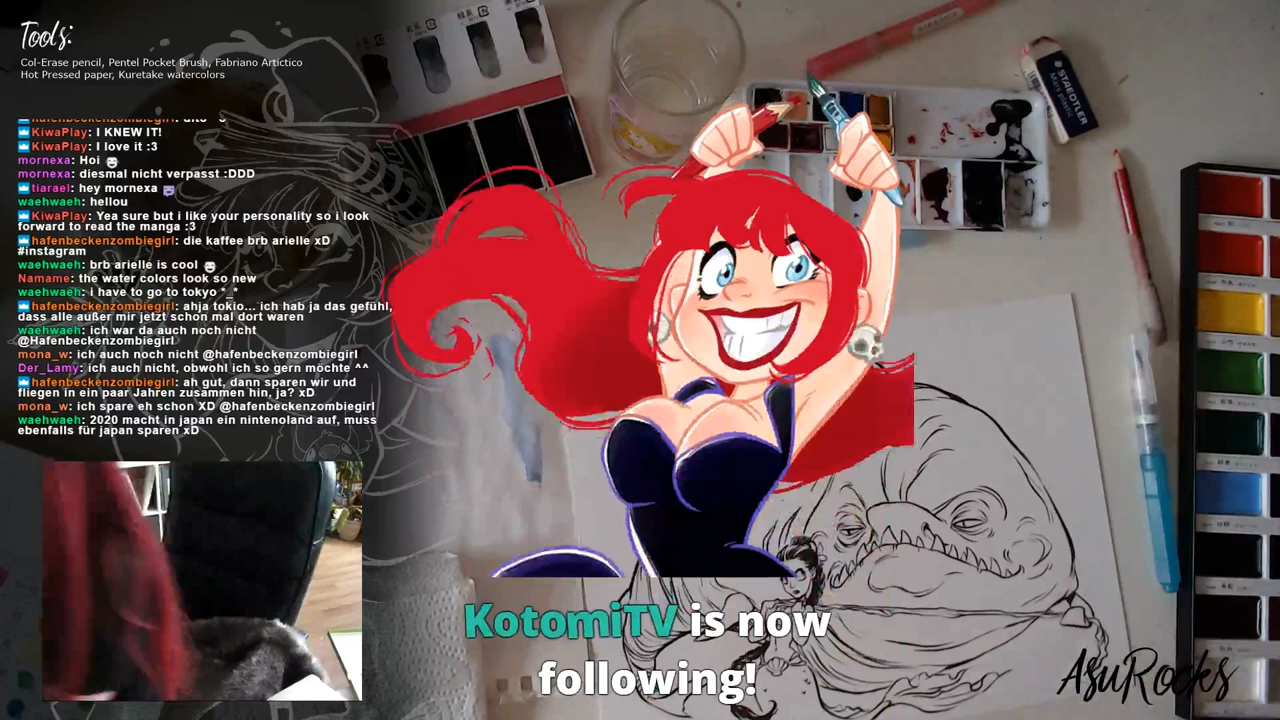 Tools:
Col-Erase pencil, Pentel Pocket Brush, Fabriano Artictico
Hot Pressed paper, Kuretake watercolors
hafenbeckenzombiegirl:
KiwaPlay: I KNEW IT!
KiwaPlay: I love it :3
mornexa: Hoi
mornexa: diesmal nicht verpasst :DDD
tiarael: hey mornexa
waehwaeh: hellou
KiwaPlay: Yea sure but i like your personality so i look
forward to read the manga :3
hafenbeckenzombiegirl: die kaffee brb arielle xD
#instagram
waehwaeh: brb arielle is cool
Namame: the water colors look so new
waehwaeh: i have to go to tokyo *_*
hafenbeckenzombiegirl: ahja tokio... ich hab ja das gefühl,
dass alle außer mir jetzt schon mal dort waren
waehwaeh: ich war da auch noch nicht
@Hafenbeckenzombiegirl
mona_w: ich auch noch nicht @hafenbeckenzombiegirl
Der_Lamy: ich auch nicht, obwohl ich so gern möchte ^^
hafenbeckenzombiegirl: ah gut, dann sparen wir und
fliegen in ein paar Jahren zusammen hin, ja? xD
mona_w: ich spare eh schon XD @hafenbeckenzombiegirl
waehwaeh: 2020 macht in japan ein nintenoland auf, muss
ebenfalls für japan sparen xD
STAEDTLER
Mars plastic
KotomiTV is now
following!
AsuRocks